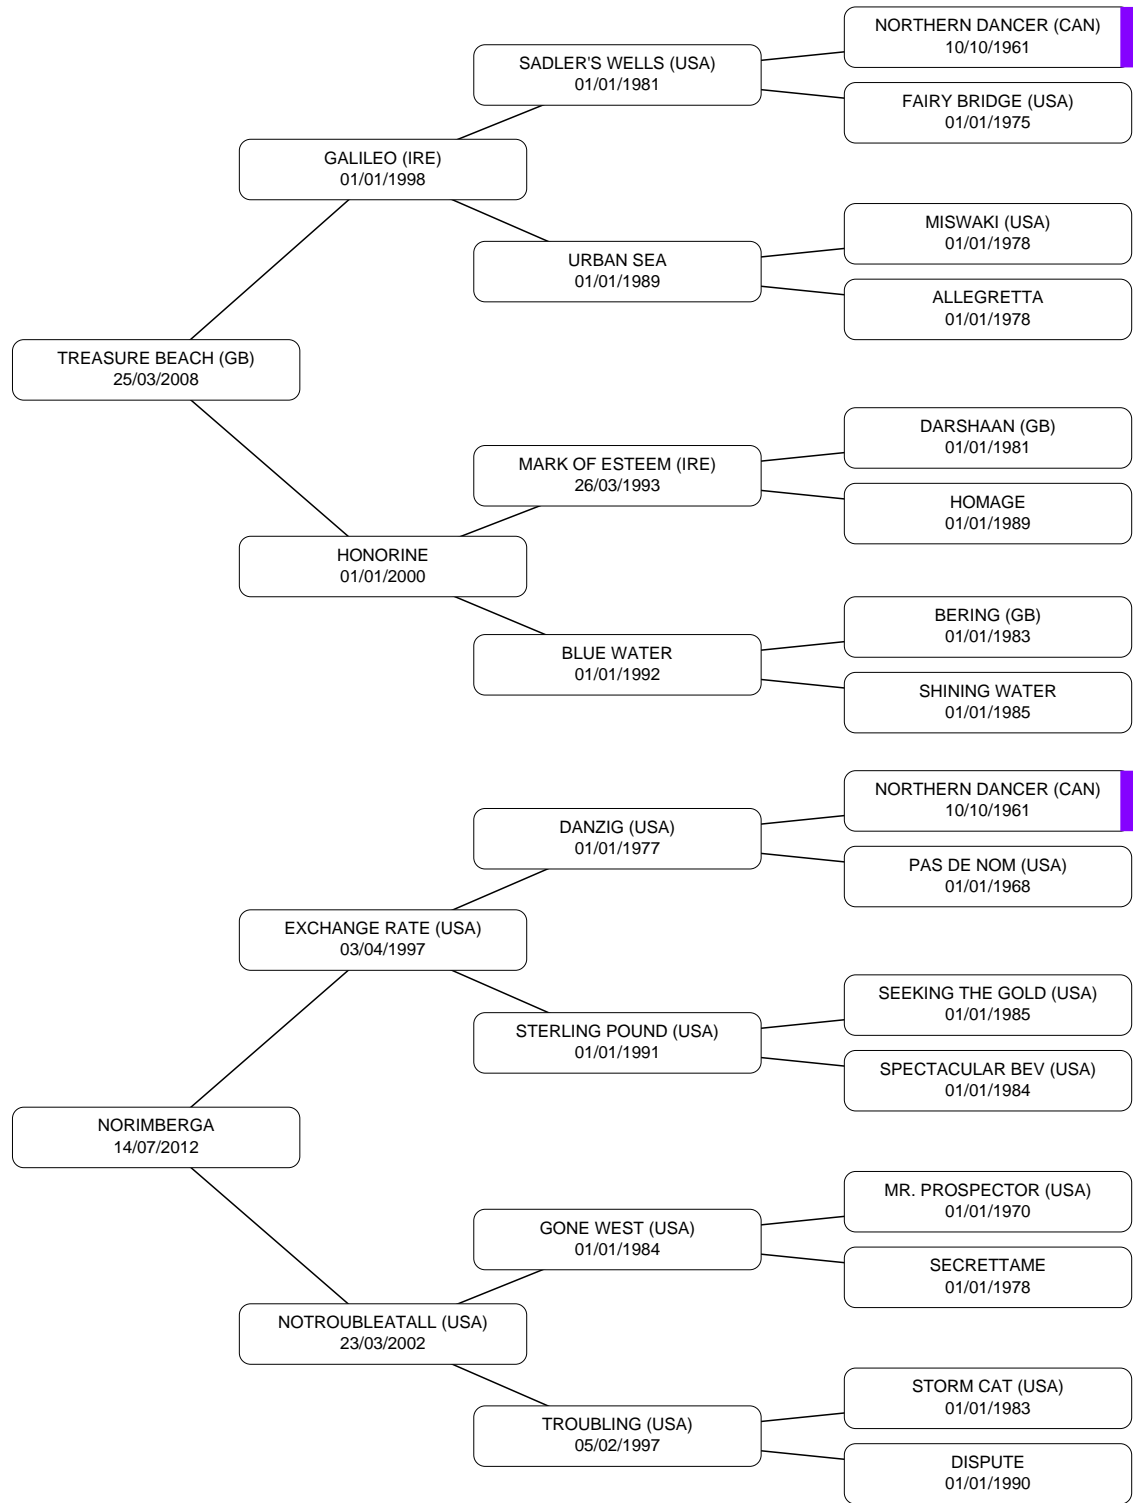 NORTHERN DANCER (CAN)
10/10/1961
SADLER'S WELLS (USA)
01/01/1981
FAIRY BRIDGE (USA)
01/01/1975
GALILEO (IRE)
01/01/1998
MISWAKI (USA)
01/01/1978
URBAN SEA
01/01/1989
ALLEGRETTA
01/01/1978
TREASURE BEACH (GB)
25/03/2008
DARSHAAN (GB)
01/01/1981
MARK OF ESTEEM (IRE)
26/03/1993
HOMAGE
01/01/1989
HONORINE
01/01/2000
BERING (GB)
01/01/1983
BLUE WATER
01/01/1992
SHINING WATER
01/01/1985
NORTHERN DANCER (CAN)
10/10/1961
DANZIG (USA)
01/01/1977
PAS DE NOM (USA)
01/01/1968
EXCHANGE RATE (USA)
03/04/1997
SEEKING THE GOLD (USA)
01/01/1985
STERLING POUND (USA)
01/01/1991
SPECTACULAR BEV (USA)
01/01/1984
NORIMBERGA
14/07/2012
MR. PROSPECTOR (USA)
01/01/1970
GONE WEST (USA)
01/01/1984
SECRETTAME
01/01/1978
NOTROUBLEATALL (USA)
23/03/2002
STORM CAT (USA)
01/01/1983
TROUBLING (USA)
05/02/1997
DISPUTE
01/01/1990